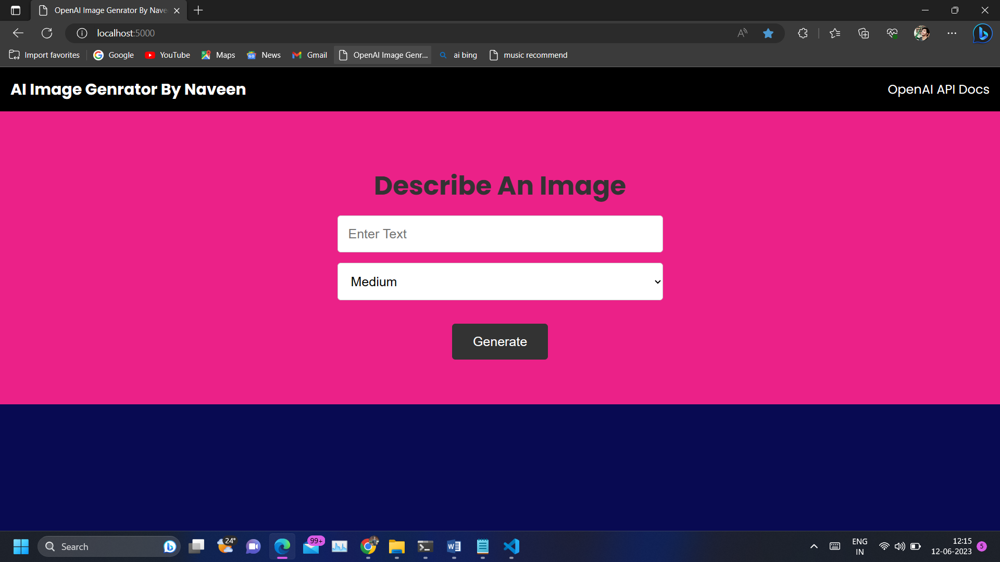 OpenAI Image Genrator By Nave
localhost:5000
Import favorites
Google
YouTube
Maps
News
Gmail
OpenAI Image Genr...
ai bing
music recommend
AI Image Genrator By Naveen
OpenAI API Docs
Describe An Image
Enter Text
Medium
Generate
Search
24°
99+
ENG
IN
12:15
12-06-2023
5